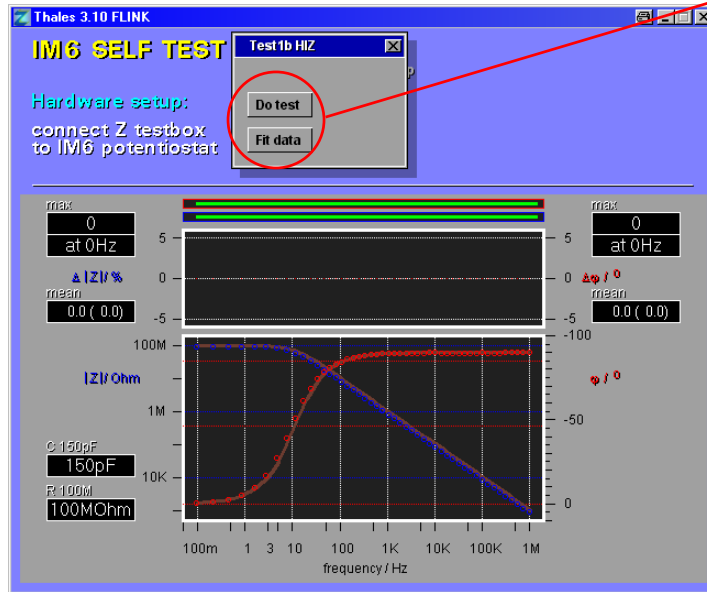 Thales 3.10 FLINK
IM6 SELF TEST
Test1b HIZ
p
Hardware setup:
connect Z testbox
to IM6 potentiostat
Do test
Fit data
max
0
at 0Hz
Δ |Z|/ %
mean
0.0 ( 0.0)
5
0
-5
5
0
-5
max
0
at 0Hz
Δφ / °
mean
0.0 ( 0.0)
100M
1M
10K
|Z|/ Ohm
-100
-50
0
φ / °
C 150pF
150pF
R 100M
100MOhm
100m 1 3 10 100 1K 10K 100K 1M
frequency / Hz